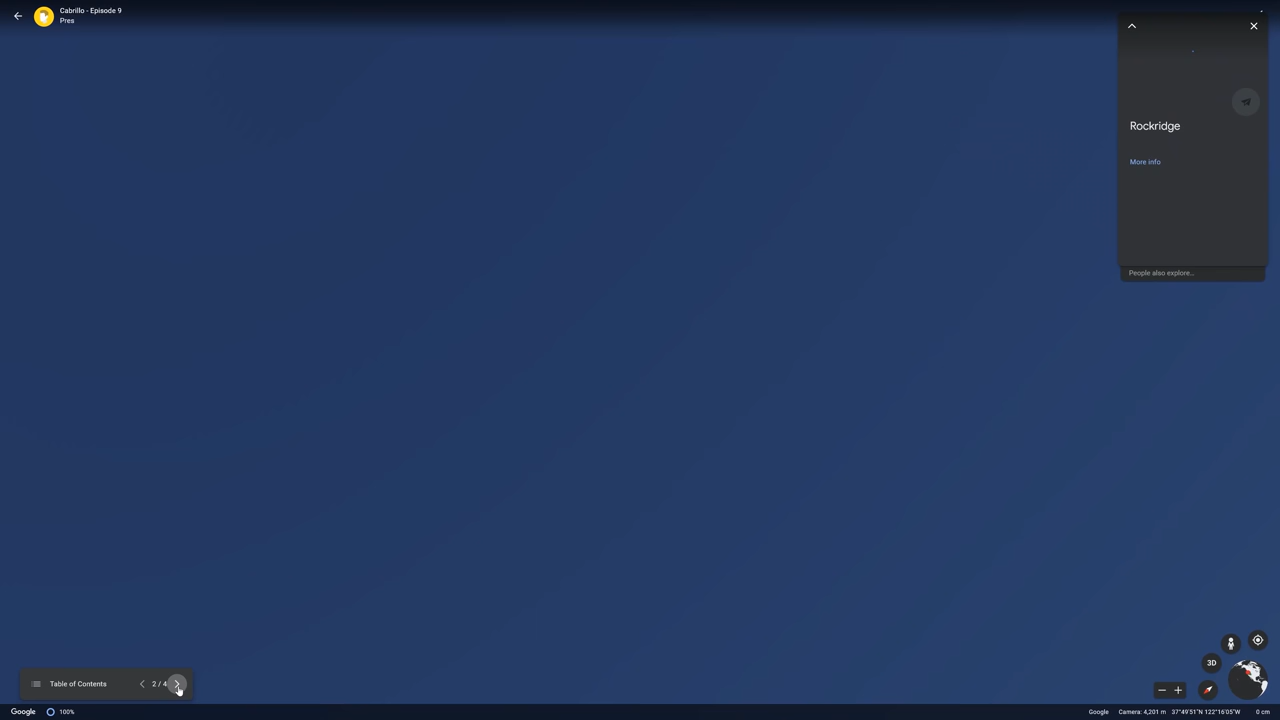 Cabrillo - Episode 9
Pres
Rockridge
More info
People also explore...
3D
Table of Contents
2 / 4
Google
100%
Google
Camera: 4,201 m
37°49'51"N 122°16'05"W
0 cm